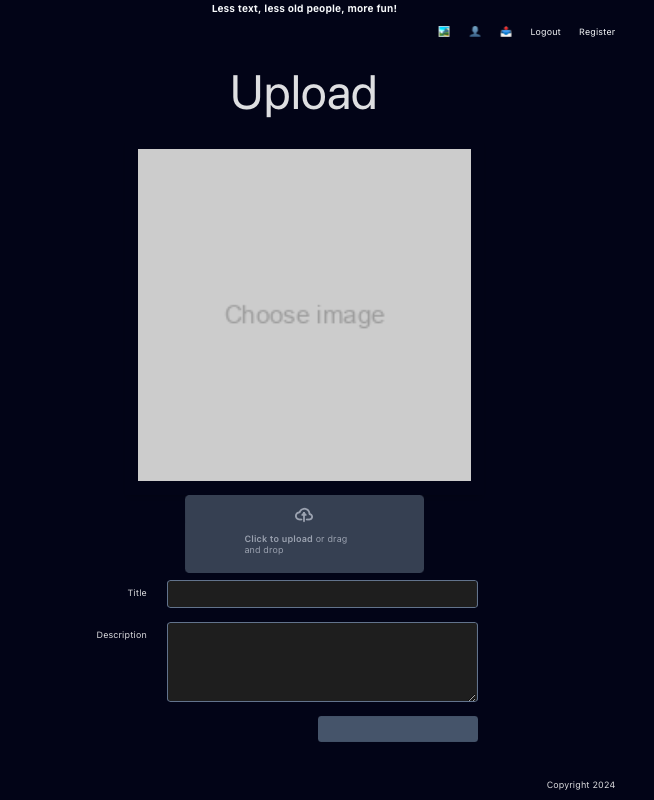 Less text, less old people, more fun!
Logout Register
Upload
Choose image
Click to upload or drag
and drop
Title
Description
Copyright 2024